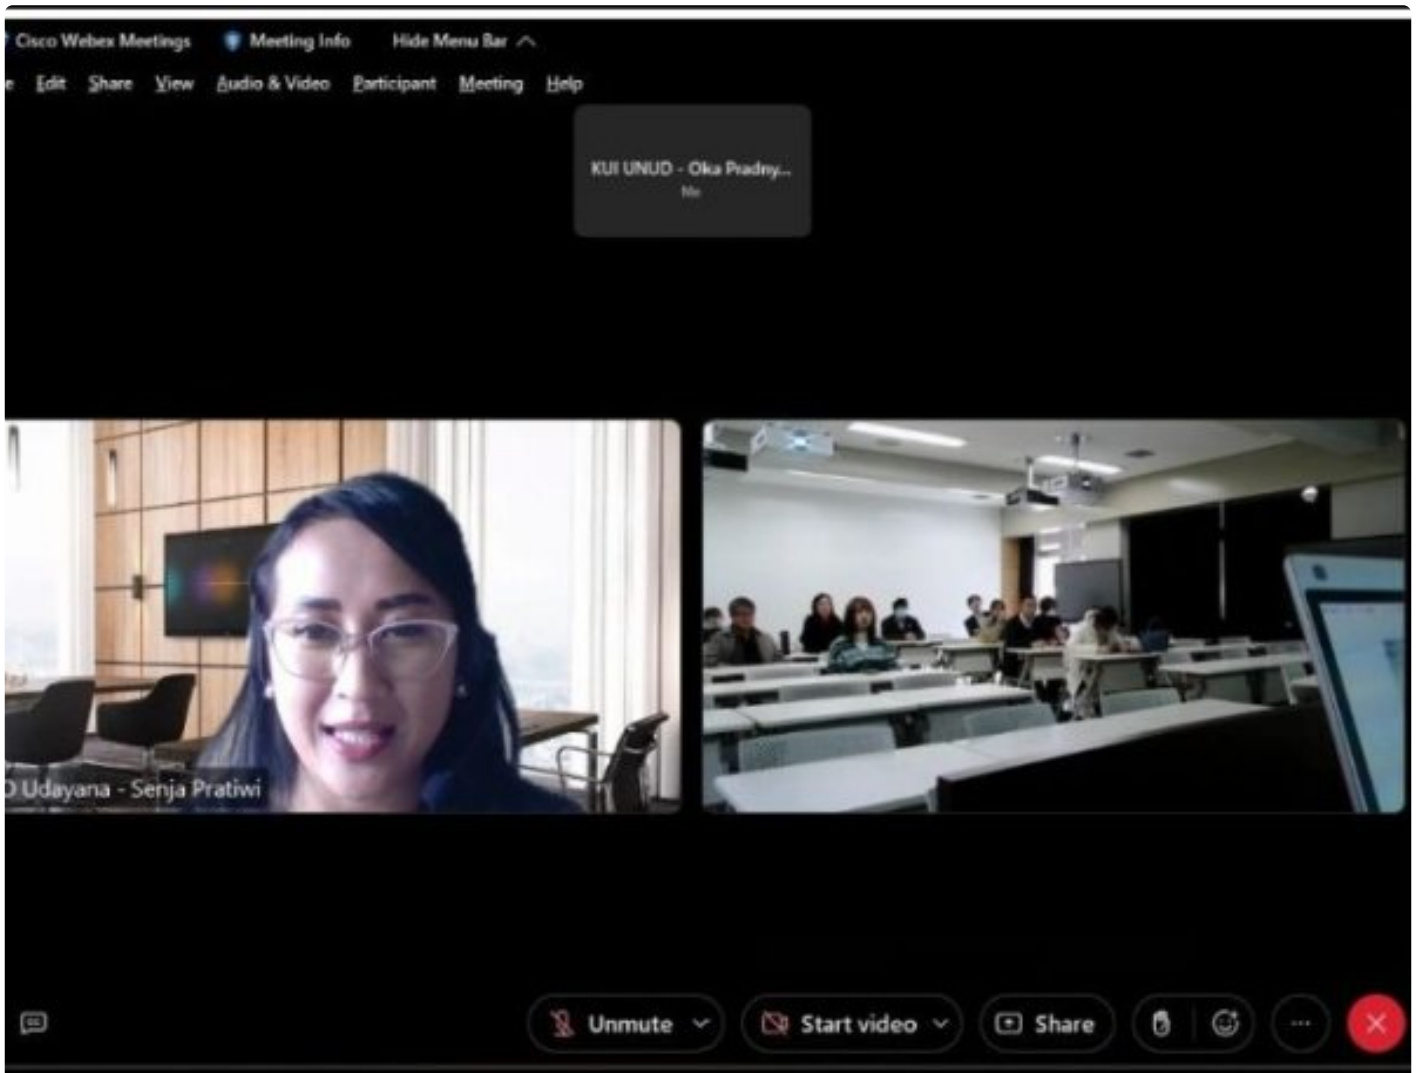 Cisco Webex Meetings Meeting Info Hide Menu Bar
e Edit Share View Audio & Video Participant Meeting Help
KUI UNUD - Oka Pradny...
Me
Udayana - Senja Pratiwi
Unmute Start video Share